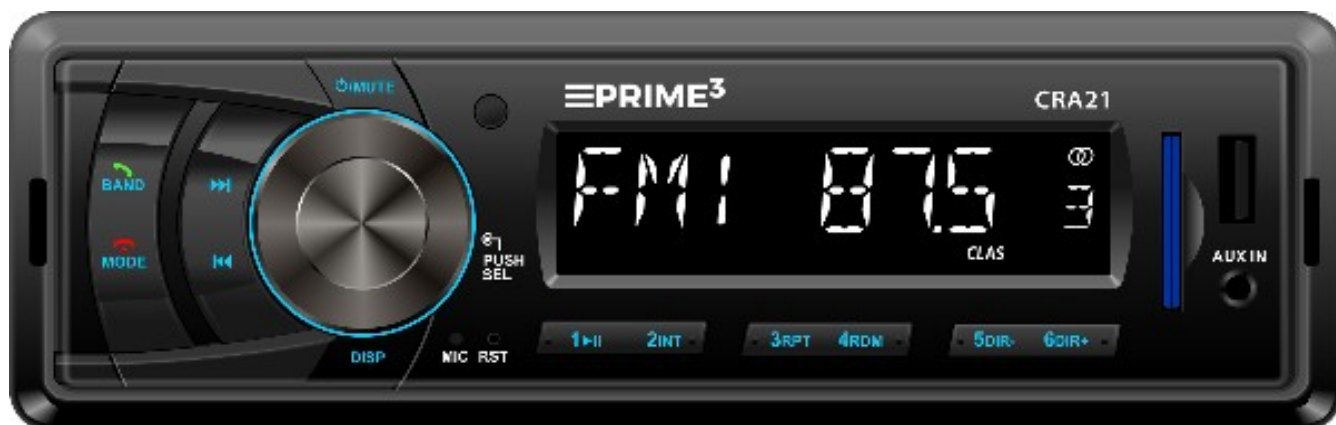 ⏻/MUTE
PRIME³
CRA21
BAND
MODE
FM1 87.5 3
CLAS
PUSH
SEL
AUX IN
DISP
MIC RST
1 2INT 3RPT 4RDM 5DIR- 6DIR+